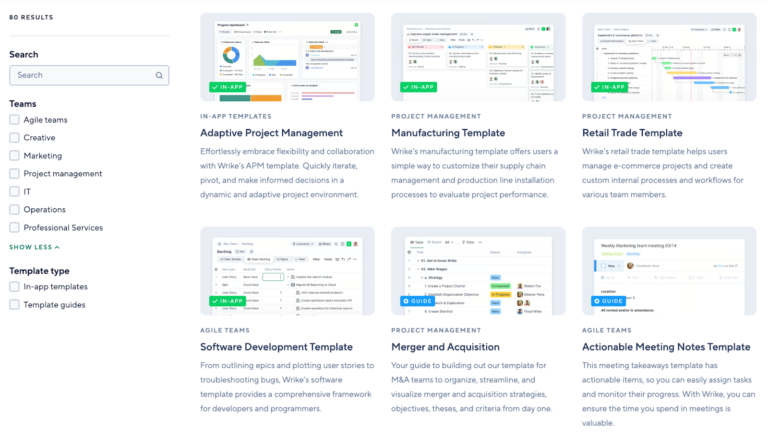 80 RESULTS
Search
Search
Teams
Agile teams
Creative
Marketing
Project management
IT
Operations
Professional Services
SHOW LESS
Template type
In-app templates
Template guides
Project dashboard
IN-APP
IN-APP TEMPLATES
Adaptive Project Management
Effortlessly embrace flexibility and collaboration
with Wrike's APM template. Quickly iterate,
pivot, and make informed decisions in a
dynamic and adaptive project environment.
IN-APP
PROJECT MANAGEMENT
Manufacturing Template
Wrike's manufacturing template offers users a
simple way to customize their supply chain
management and production line installation
processes to evaluate project performance.
IN-APP
PROJECT MANAGEMENT
Retail Trade Template
Wrike's retail trade template helps users
manage e-commerce projects and create
custom internal processes and workflows for
various team members.
Backlog
IN-APP
AGILE TEAMS
Software Development Template
From outlining epics and plotting user stories to
troubleshooting bugs, Wrike's software
template provides a comprehensive framework
for developers and programmers.
Title
Status
Assignee
GUIDE
PROJECT MANAGEMENT
Merger and Acquisition
Your guide to building out our template for
M&A teams to organize, streamline, and
visualize merger and acquisition strategies,
objectives, theses, and criteria from day one.
Weekly Marketing team meeting 03/14
New
Location:
GUIDE
AGILE TEAMS
Actionable Meeting Notes Template
This meeting takeaways template has
actionable items, so you can easily assign tasks
and monitor their progress. With Wrike, you can
ensure the time you spend in meetings is
valuable.